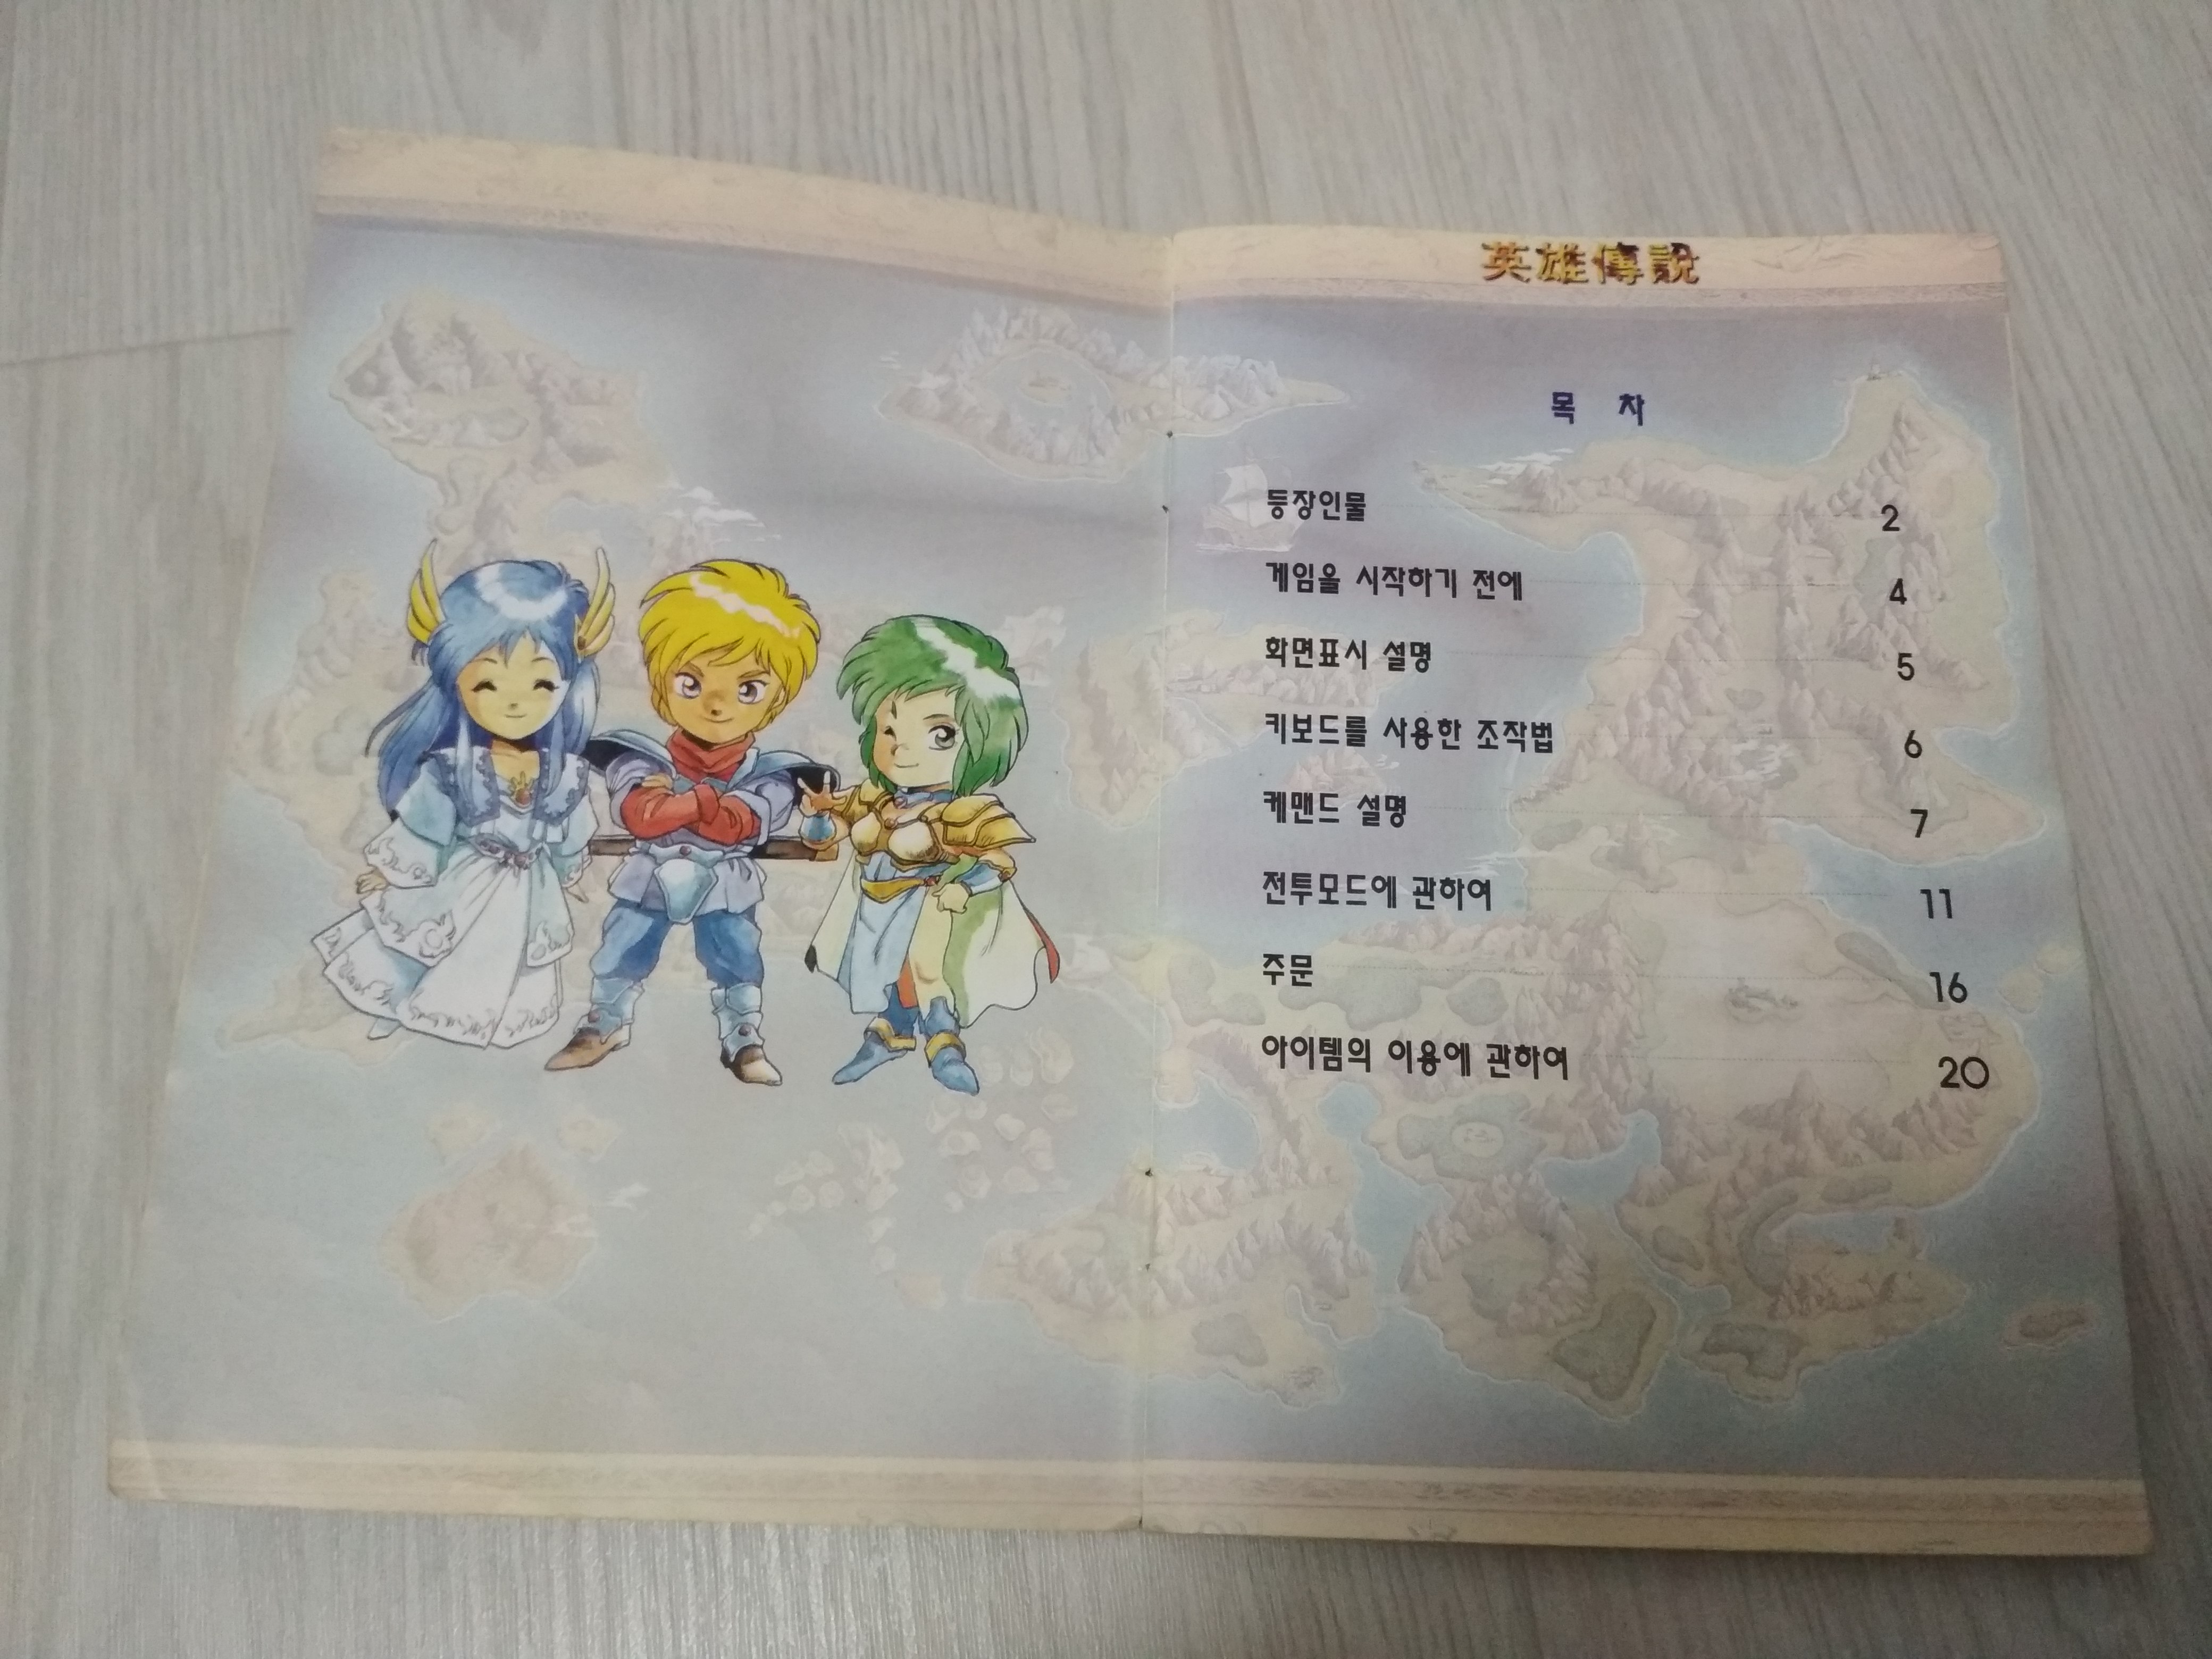 英雄傳說
목 차
등장인물 2
게임을 시작하기 전에 4
화면표시 설명 5
키보드를 사용한 조작법 6
케맨드 설명 7
전투모드에 관하여 11
주문 16
아이템의 이용에 관하여 20